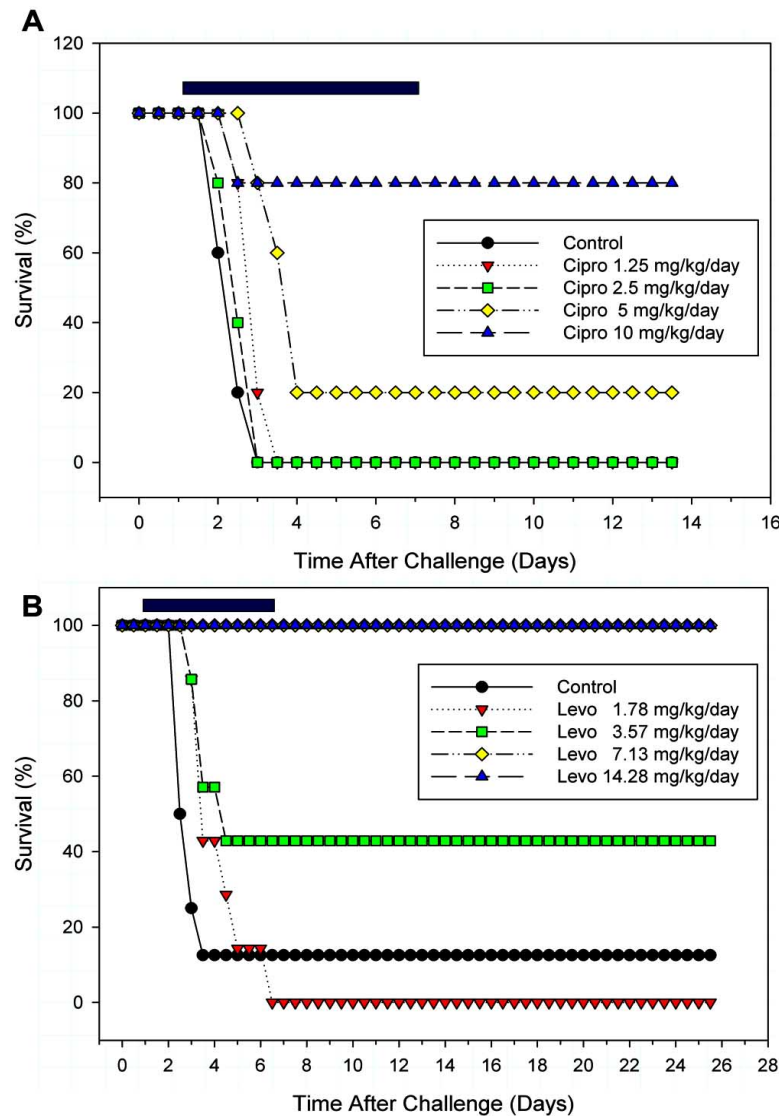 A
120
100
80
60
40
20
0
Survival (%)
Control
Cipro 1.25 mg/kg/day
Cipro 2.5 mg/kg/day
Cipro 5 mg/kg/day
Cipro 10 mg/kg/day
0 2 4 6 8 10 12 14 16
Time After Challenge (Days)
B
100
80
60
40
20
0
Survival (%)
Control
Levo 1.78 mg/kg/day
Levo 3.57 mg/kg/day
Levo 7.13 mg/kg/day
Levo 14.28 mg/kg/day
0 2 4 6 8 10 12 14 16 18 20 22 24 26 28
Time After Challenge (Days)